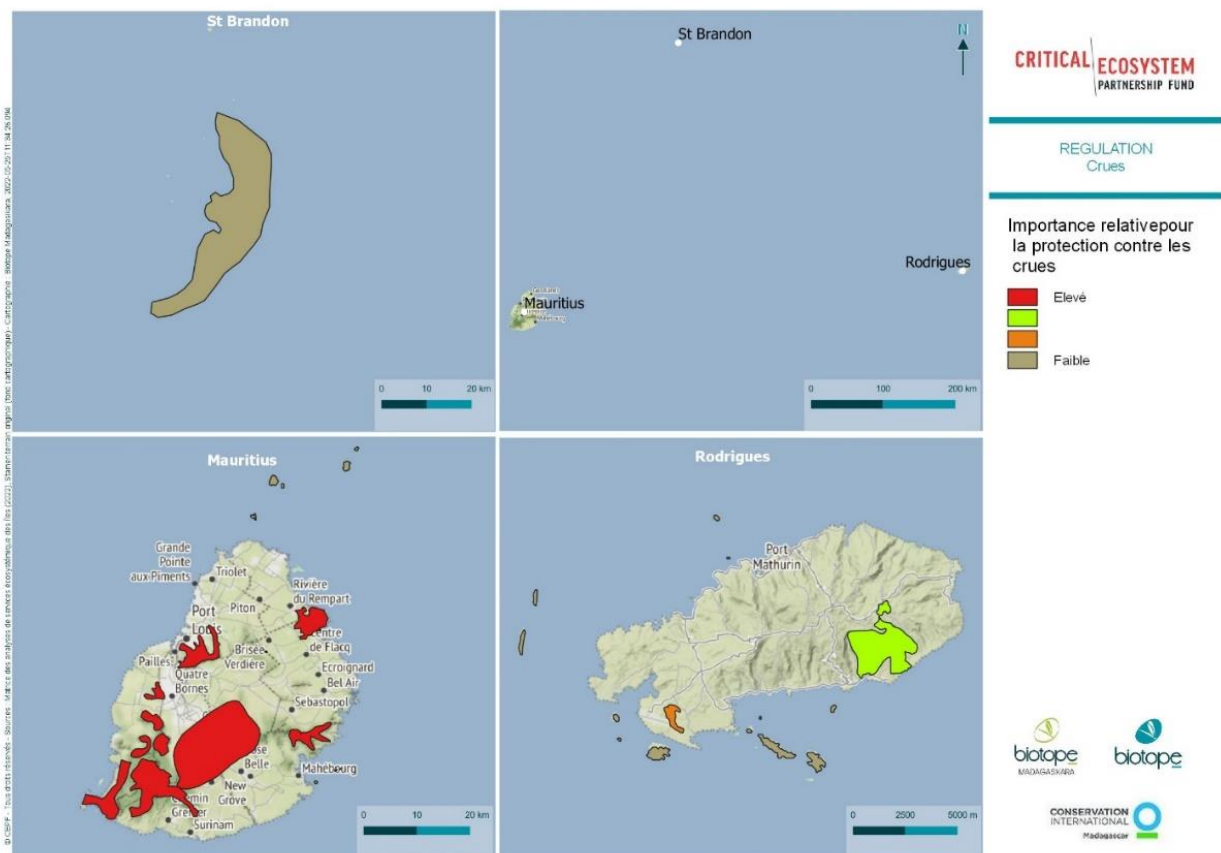 St Brandon
St Brandon
N
Mauritius
Rodrigues
0 10 20 km
0 100 200 km
Mauritius
Grande
Pointe
aux Piments
Triolet
Rivière
du Rempart
Piton
Port
Louis
Centre
de Flacq
Pailles
Brisée
Verdière
Quatre
Bornes
Ecroignard
Bel Air
Sebastopol
Belle
Mahébourg
New
Grove
Chemin
Grenier
Surinam
0 10 20 km
Rodrigues
Port
Mathurin
0 2500 5000 m
CRITICAL ECOSYSTEM
PARTNERSHIP FUND
REGULATION
Crues
Importance relativepour
la protection contre les
crues
Elevé
Faible
biotope
MADAGASKARA
biotope
CONSERVATION
INTERNATIONAL
Madagascar